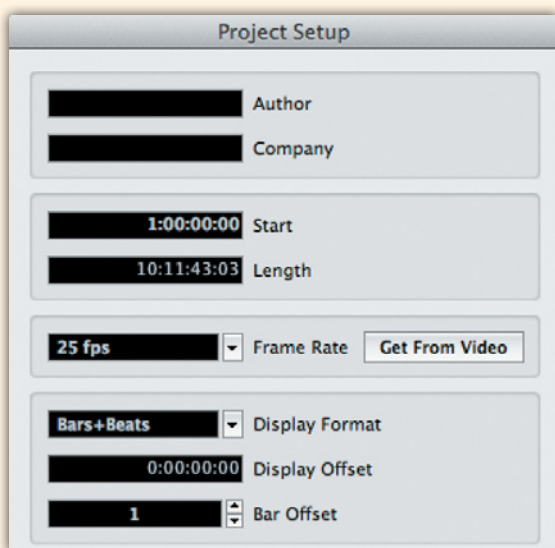 Project Setup
Author
Company
1:00:00:00 Start
10:11:43:03 Length
25 fps Frame Rate Get From Video
Bars+Beats Display Format
0:00:00:00 Display Offset
1 Bar Offset